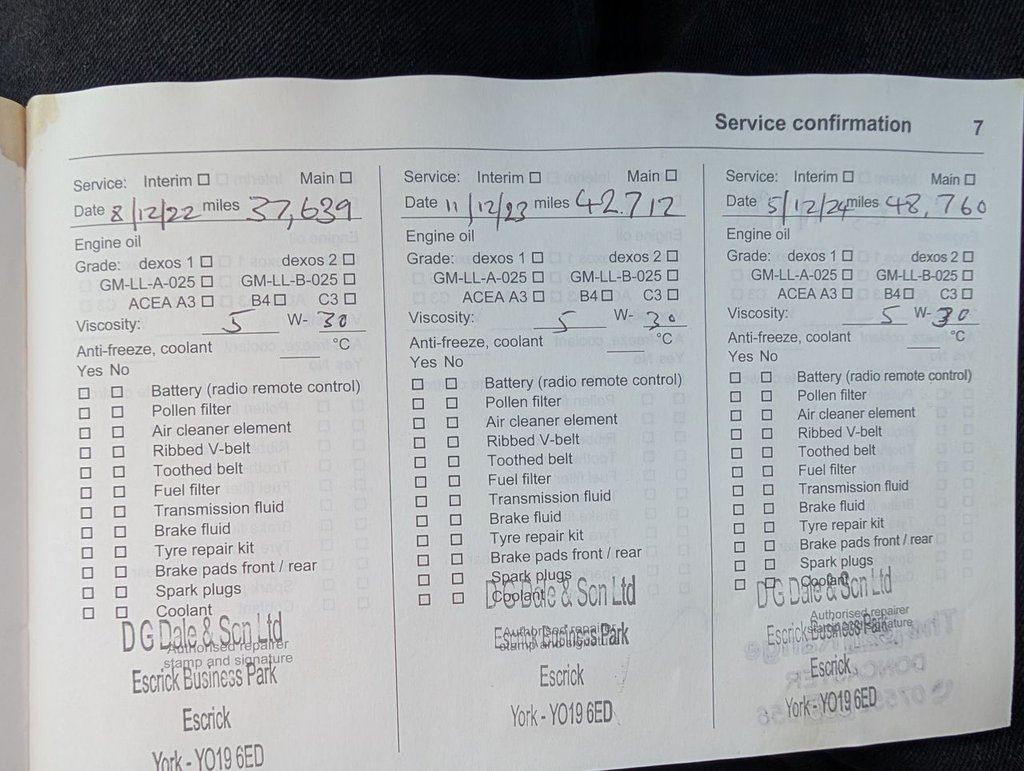 Service confirmation 7
Service: Interim ☐ Main ☐
Date 8/12/22 miles 37,639
Engine oil
Grade: dexos 1 ☐ dexos 2 ☐
GM-LL-A-025 ☐ GM-LL-B-025 ☐
ACEA A3 ☐ B4 ☐ C3 ☐
Viscosity: 5 W- 30
Anti-freeze, coolant °C
Yes No
☐ ☐ Battery (radio remote control)
☐ ☐ Pollen filter
☐ ☐ Air cleaner element
☐ ☐ Ribbed V-belt
☐ ☐ Toothed belt
☐ ☐ Fuel filter
☐ ☐ Transmission fluid
☐ ☐ Brake fluid
☐ ☐ Tyre repair kit
☐ ☐ Brake pads front / rear
☐ ☐ Spark plugs
☐ ☐ Coolant
D G Dale & Son Ltd
Authorised repairer
stamp and signature
Escrick Business Park
Escrick
York - YO19 6ED
Service: Interim ☐ Main ☐
Date 11/12/23 miles 42.712
Engine oil
Grade: dexos 1 ☐ dexos 2 ☐
GM-LL-A-025 ☐ GM-LL-B-025 ☐
ACEA A3 ☐ B4 ☐ C3 ☐
Viscosity: 5 W- 30
Anti-freeze, coolant °C
Yes No
☐ ☐ Battery (radio remote control)
☐ ☐ Pollen filter
☐ ☐ Air cleaner element
☐ ☐ Ribbed V-belt
☐ ☐ Toothed belt
☐ ☐ Fuel filter
☐ ☐ Transmission fluid
☐ ☐ Brake fluid
☐ ☐ Tyre repair kit
☐ ☐ Brake pads front / rear
☐ ☐ Spark plugs
☐ ☐ Coolant
D G Dale & Son Ltd
Authorised repairer
Escrick Business Park
stamp and signature
Escrick
York - YO19 6ED
Service: Interim ☐ Main ☐
Date 5/12/24 miles 48,760
Engine oil
Grade: dexos 1 ☐ dexos 2 ☐
GM-LL-A-025 ☐ GM-LL-B-025 ☐
ACEA A3 ☐ B4 ☐ C3 ☐
Viscosity: 5 W- 30
Anti-freeze, coolant °C
Yes No
☐ ☐ Battery (radio remote control)
☐ ☐ Pollen filter
☐ ☐ Air cleaner element
☐ ☐ Ribbed V-belt
☐ ☐ Toothed belt
☐ ☐ Fuel filter
☐ ☐ Transmission fluid
☐ ☐ Brake fluid
☐ ☐ Tyre repair kit
☐ ☐ Brake pads front / rear
☐ ☐ Spark plugs
☐ ☐ Coolant
D G Dale & Son Ltd
Authorised repairer
stamp and signature
Escrick Business Park
Escrick
York - YO19 6ED